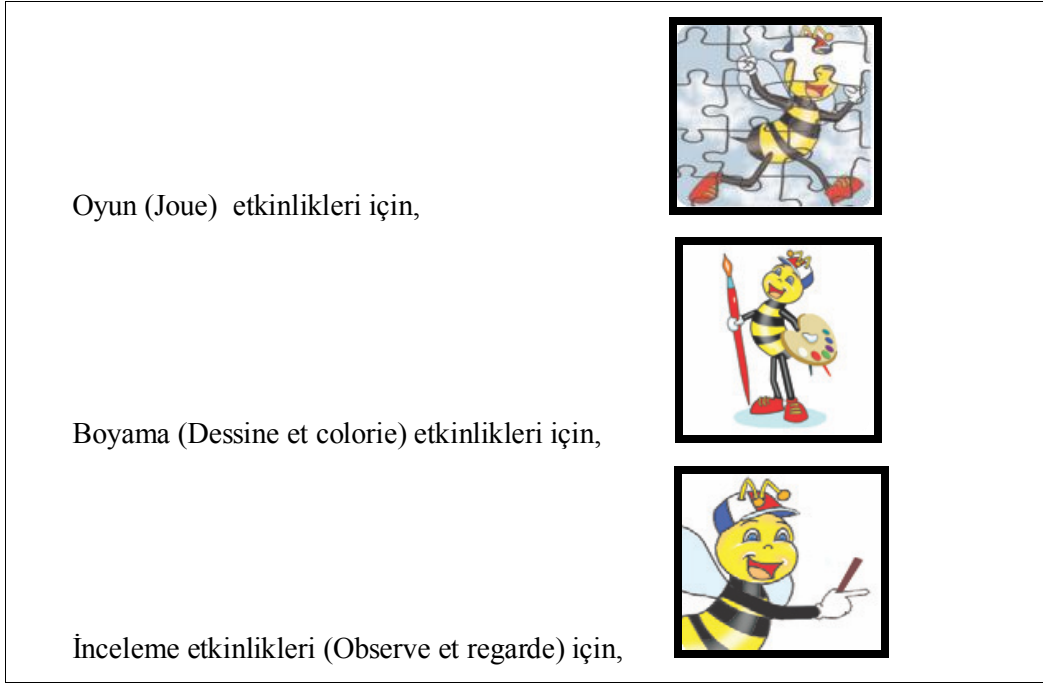 Oyun (Joue) etkinlikleri için,
Boyama (Dessine et colorie) etkinlikleri için,
İnceleme etkinlikleri (Observe et regarde) için,